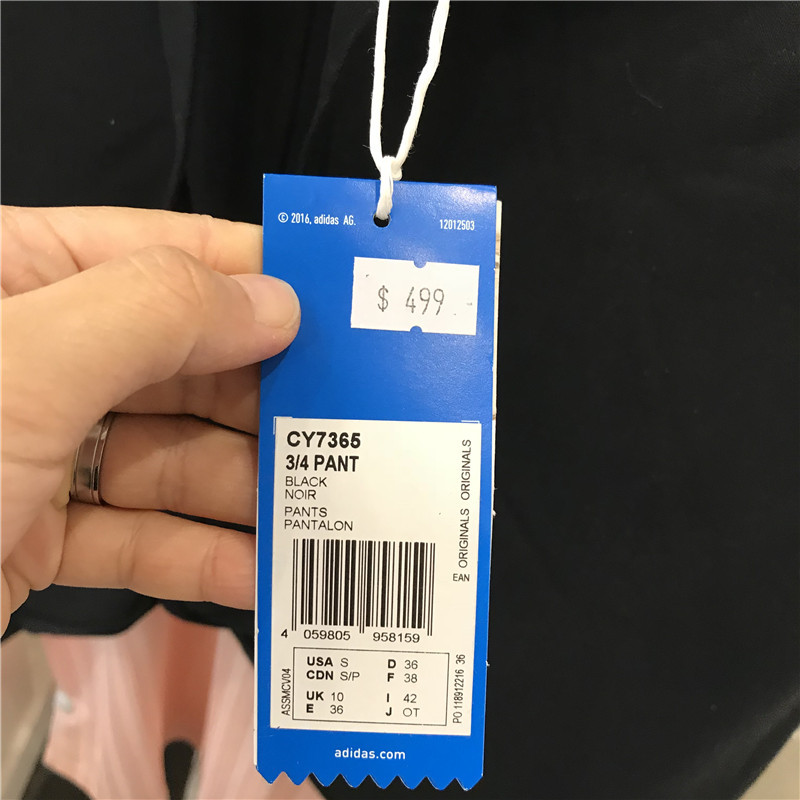 © 2016, adidas AG.
12012503
$ 499
CY7365
3/4 PANT
BLACK
NOIR
PANTS
PANTALON
ORIGINALS ORIGINALS
EAN
4 059805 958159
USA S D 36
CDN S/P F 38
UK 10 I 42
E 36 J OT
ASSMCV04
PO 118912216 36
adidas.com